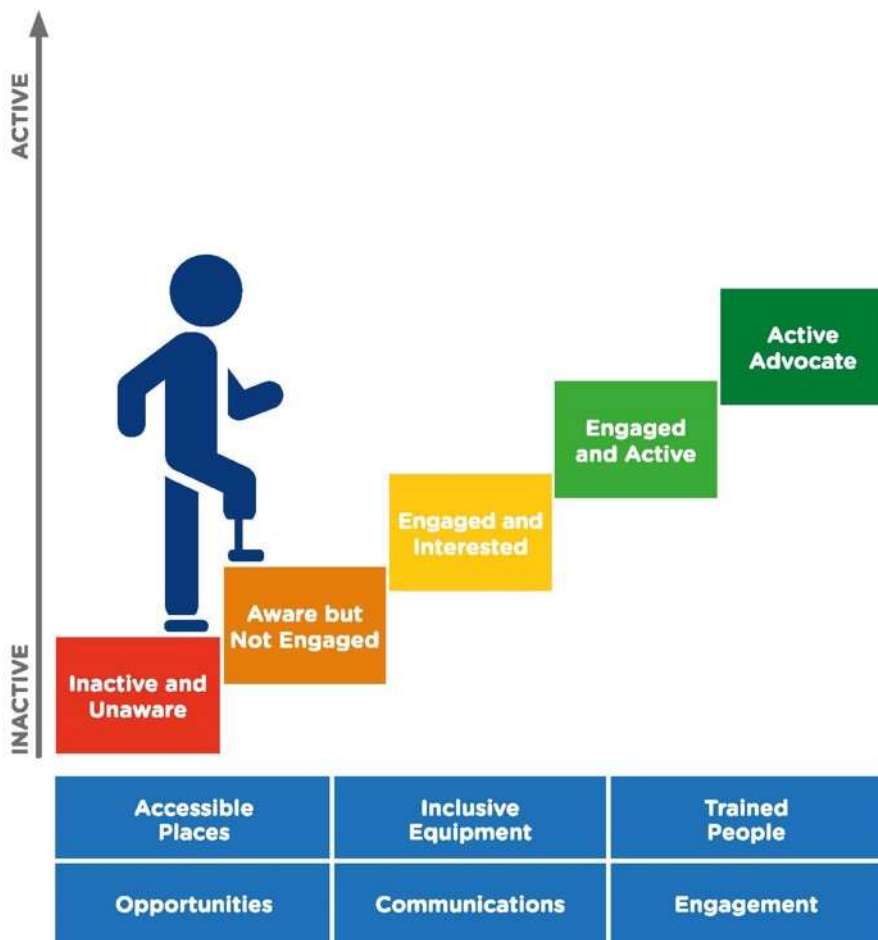 ACTIVE
INACTIVE
Active
Advocate
Engaged
and Active
Engaged and
Interested
Aware but
Not Engaged
Inactive and
Unaware
Accessible
Places
Inclusive
Equipment
Trained
People
Opportunities
Communications
Engagement